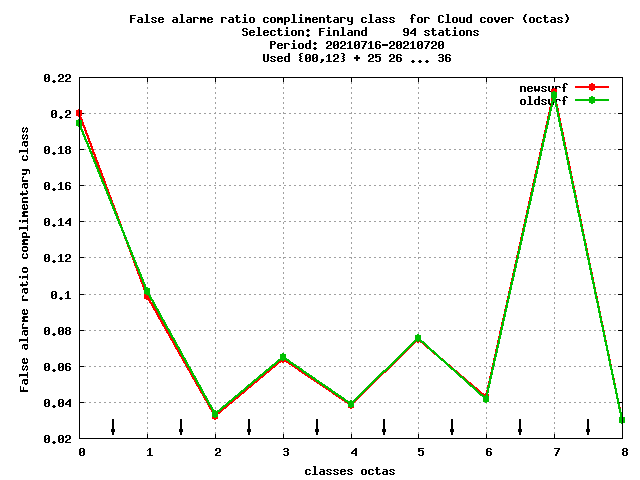 False alarme ratio complimentary class  for Cloud cover (octas)
Selection: Finland     94 stations
Period: 20210716-20210720
Used {00,12} + 25 26 ... 36
newsurf
oldsurf
0.22
0.2
0.18
0.16
0.14
0.12
0.1
0.08
0.06
0.04
0.02
False alarme ratio complimentary class
0 1 2 3 4 5 6 7 8
classes octas